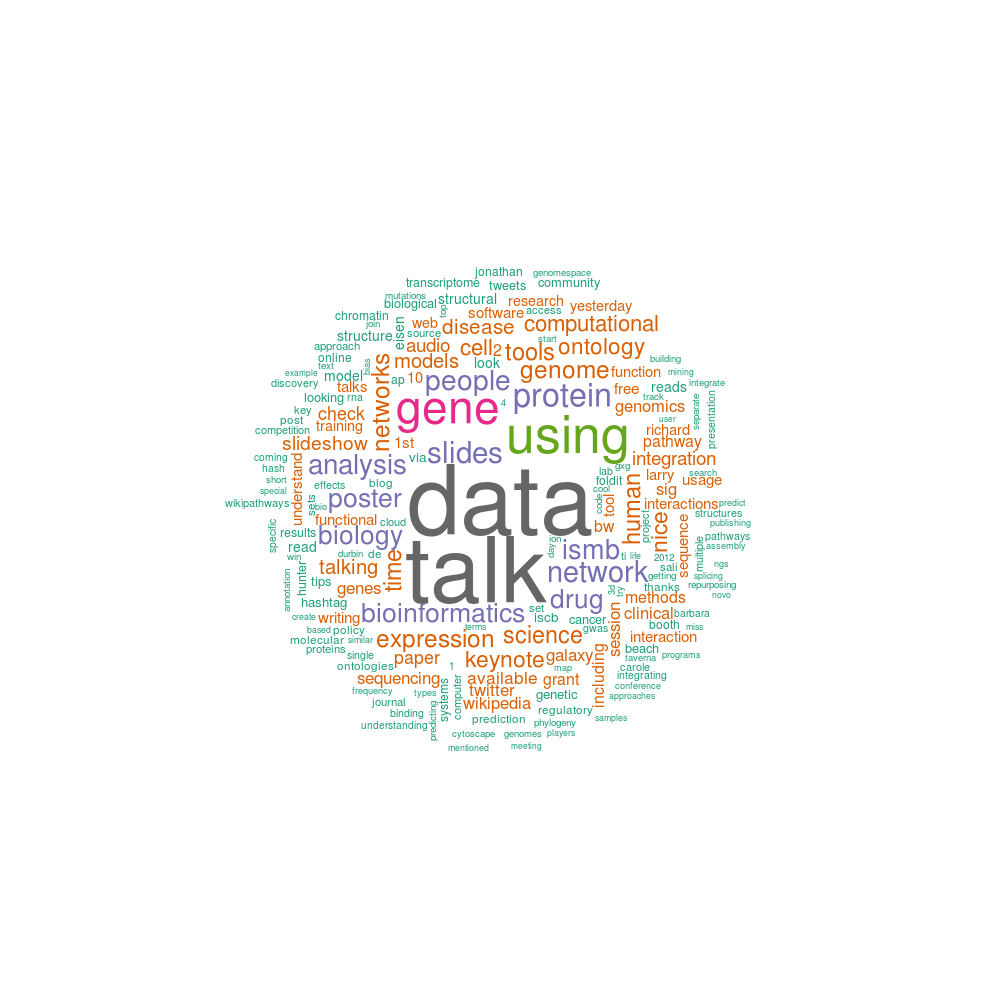 jonathan
genomespace
transcriptome
tweets
community
mutations
biological
structural
research
yesterday
top
software
access
chromatin
join
eisen
web
disease
computational
structure
source
start
approach
audio
cell
2
tools
ontology
online
text
bias
networks
models
look
genome
function
building
mining
example
discovery
model
ap
10
people
protein
free
reads
integrate
talks
looking
rna
gene
4
track
separate
presentation
key
post
check
training
genomics
user
competition
slideshow
1st
using
richard
pathway
coming
understand
analysis
via
slides
integration
hash
short
effects
blog
lab
gxg
larry
search
special
foldit
human
sig
usage
wikipathways
sets
bio
poster
data
cool
code
tool
interactions
predict
specific
functional
cloud
bw
project
nice
sequence
structures
publishing
results
biology
multiple
pathways
read
ismb
day
ion
assembly
win
durbin
de
time
ti
life
2012
hunter
talking
talk
network
sali
ngs
annotation
tips
genes
getting
splicing
thanks
repurposing
hashtag
drug
3d
try
methods
novo
create
writing
bioinformatics
set
iscb
cancer
session
clinical
barbara
based
policy
terms
gwas
booth
miss
molecular
similar
expression
science
interaction
proteins
single
paper
keynote
galaxy
including
beach
taverna
programs
ontologies
1
map
carole
sequencing
available
grant
integrating
conference
frequency
types
systems
computer
twitter
genetic
approaches
journal
wikipedia
binding
predicting
prediction
regulatory
understanding
phylogeny
samples
cytoscape
genomes
players
mentioned
meeting